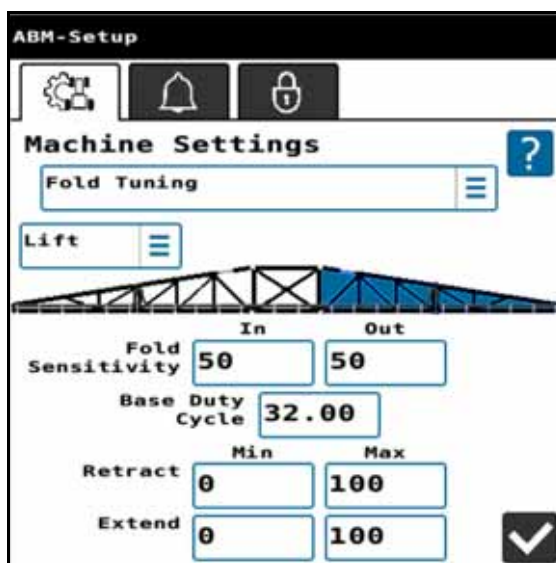 ABM-Setup
Machine Settings
?
Fold Tuning
Lift
In Out
Fold Sensitivity 50 50
Base Duty Cycle 32.00
Min Max
Retract 0 100
Extend 0 100